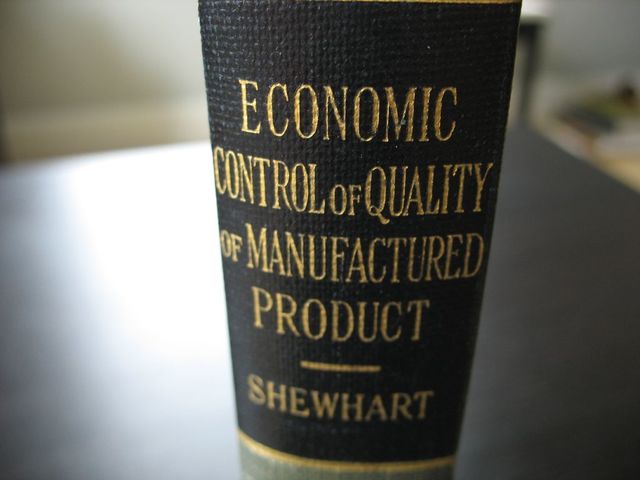 ECONOMIC
CONTROL OF QUALITY
OF MANUFACTURED
PRODUCT
SHEWHART